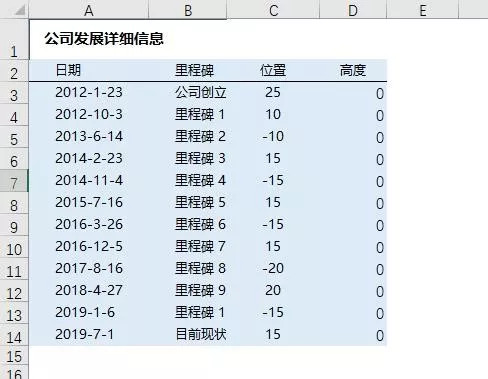 A B C D E
1 公司发展详细信息
2 日期 里程碑 位置 高度
3 2012-1-23 公司创立 25 0
4 2012-10-3 里程碑 1 10 0
5 2013-6-14 里程碑 2 -10 0
6 2014-2-23 里程碑 3 15 0
7 2014-11-4 里程碑 4 -15 0
8 2015-7-16 里程碑 5 15 0
9 2016-3-26 里程碑 6 -15 0
10 2016-12-5 里程碑 7 15 0
11 2017-8-16 里程碑 8 -20 0
12 2018-4-27 里程碑 9 20 0
13 2019-1-6 里程碑 1 -15 0
14 2019-7-1 目前现状 15 0
15
16